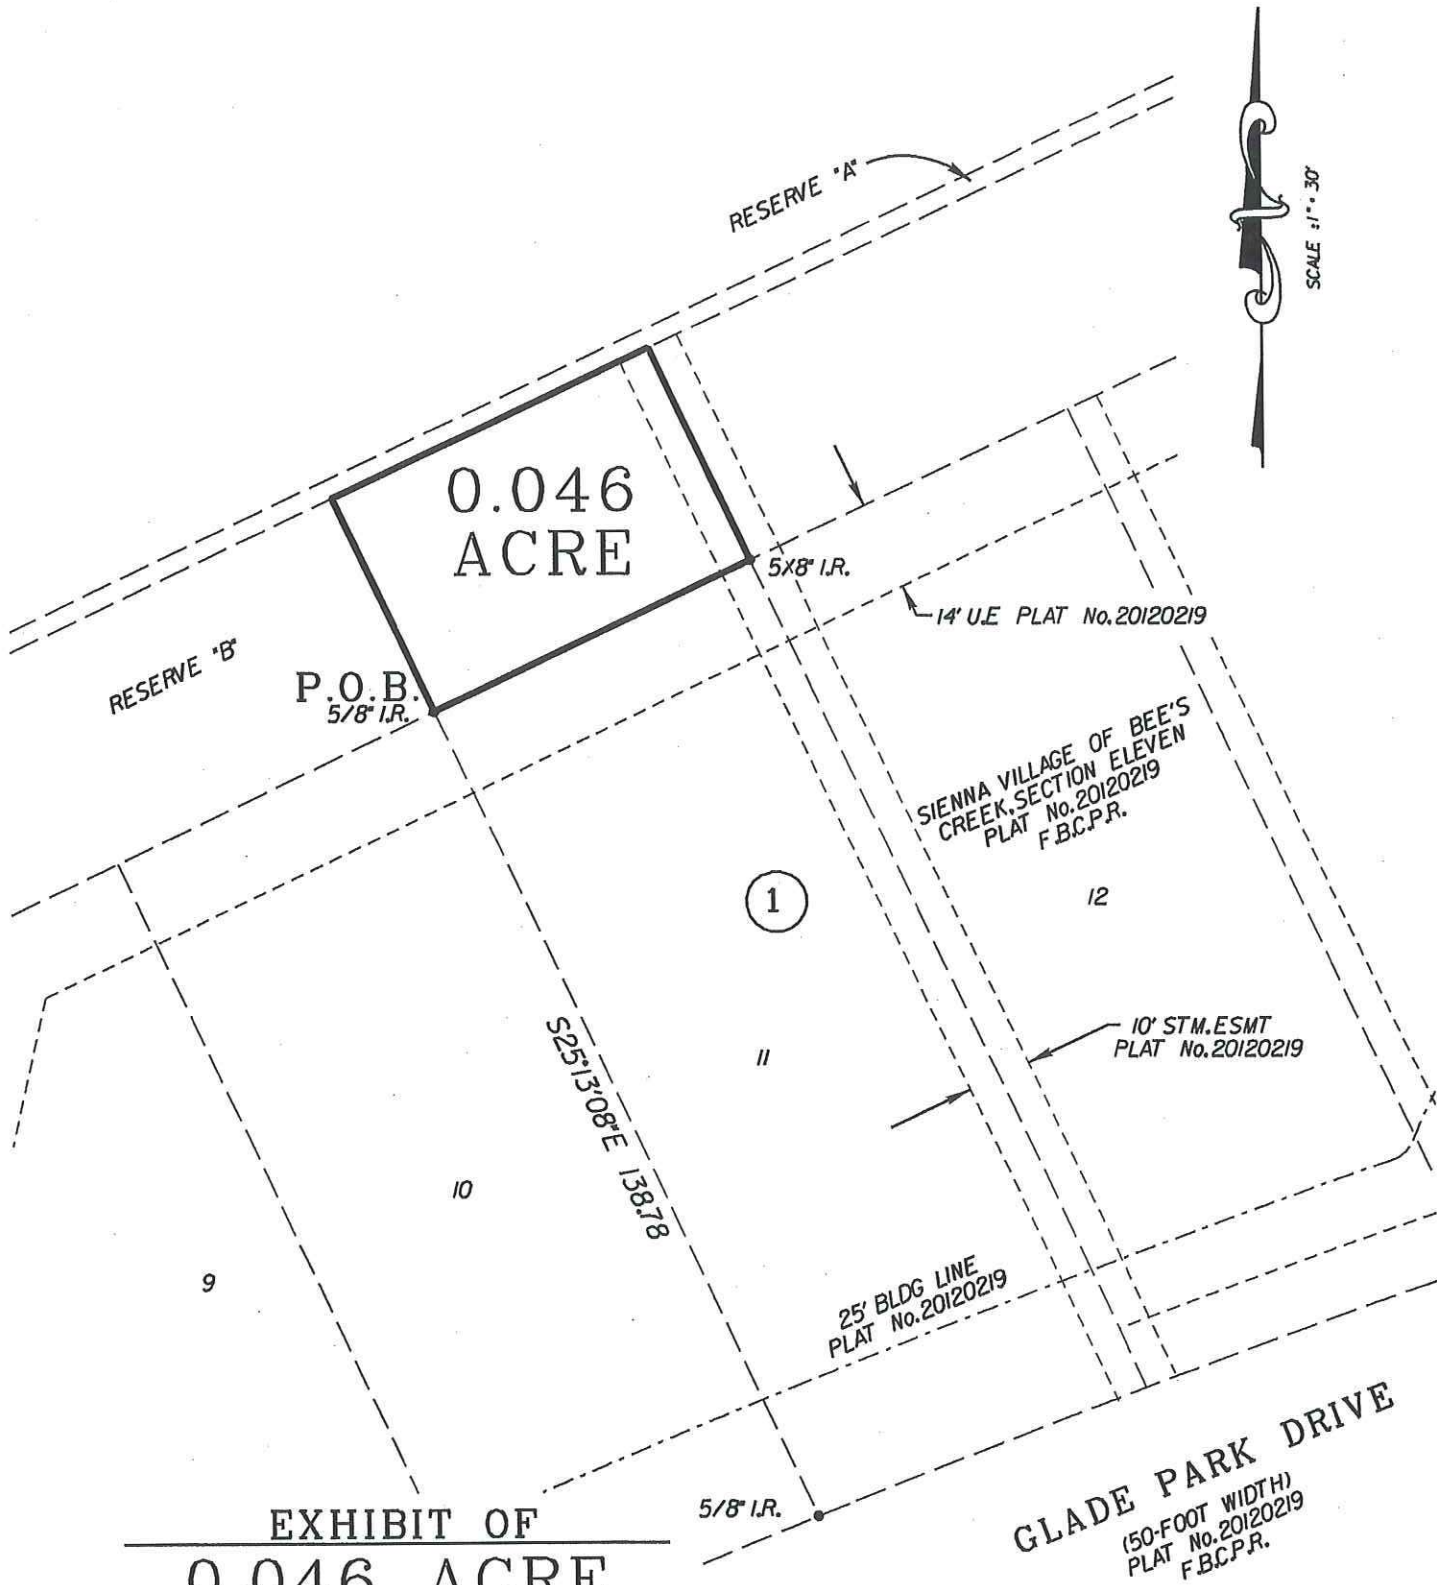 RESERVE "A"
SCALE : 1" = 30'
0.046
ACRE
5X8" I.R.
14' U.E PLAT No. 20120219
RESERVE "B"
P.O.B.
5/8" I.R.
SIENNA VILLAGE OF BEE'S
CREEK, SECTION ELEVEN
PLAT No. 20120219
F.B.C.P.R.
1
12
10' STM. ESMT
PLAT No. 20120219
11
S25°13'08"E 138.78
10
9
25' BLDG LINE
PLAT No. 20120219
5/8" I.R.
GLADE PARK DRIVE
(50-FOOT WIDTH)
PLAT No. 20120219
F.B.C.P.R.
EXHIBIT OF
0.046 ACRE